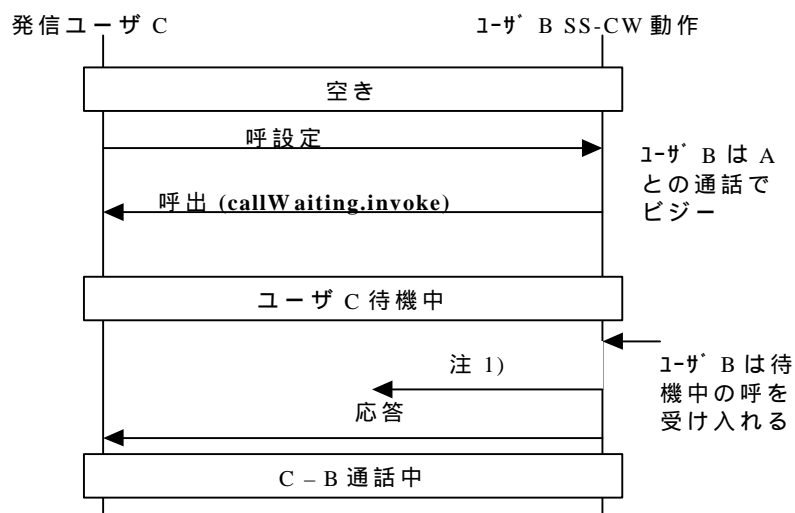 発信ユーザ C
ﾕｰｻﾞ B SS-CW 動作
空き
呼設定
ﾕｰｻﾞ B は A
との通話で
ビジー
呼出 (callWaiting.invoke)
ユーザ C 待機中
注 1)
ﾕｰｻﾞ B は待
機中の呼を
受け入れる
応答
C – B 通話中